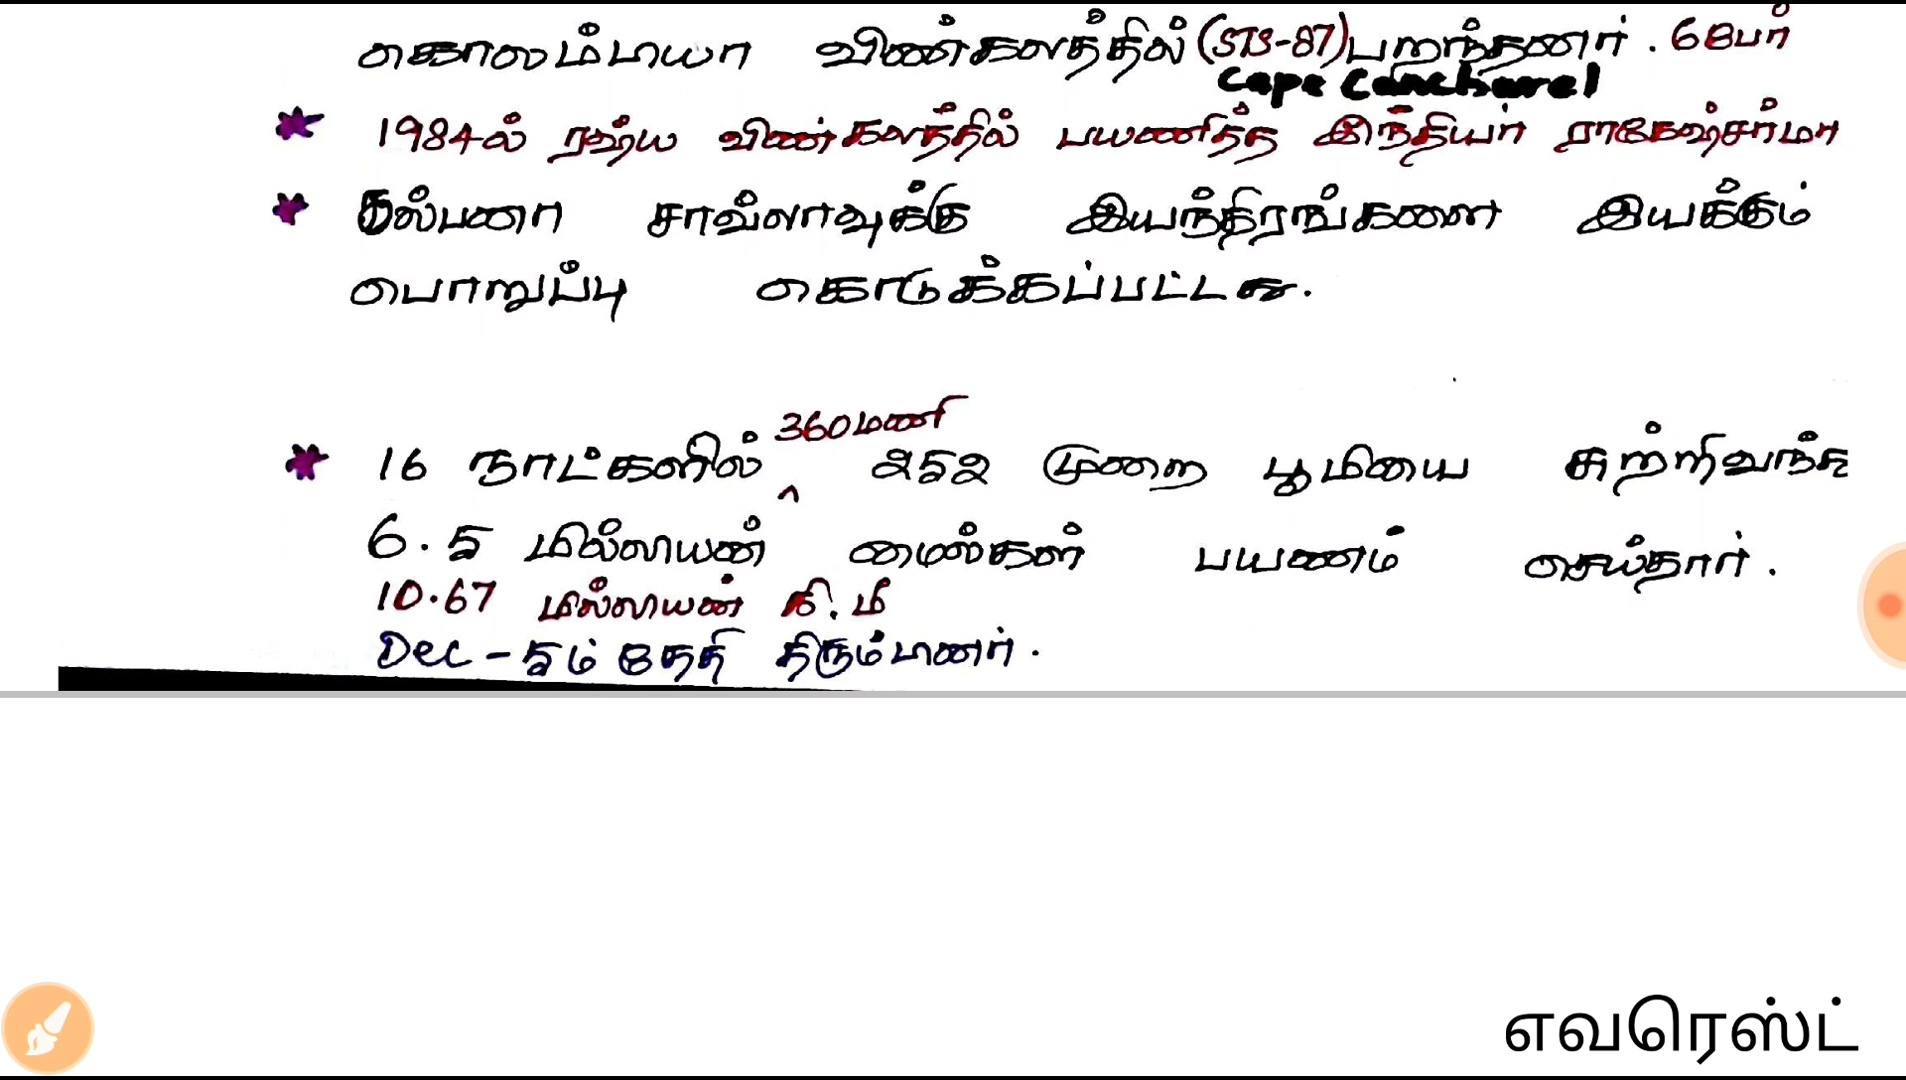 கொலம்பியா விண்கலத்தில் (STS-87) பறந்தனர். 6பேர்
Cape Canaharel
1984ல் ரஷ்ய விண்கலத்தில் பயணித்த இந்தியர் ராகேஷ்சர்மா
கல்பனா சாவ்லாவுக்கு இயந்திரங்களை இயக்கும்
பொறுப்பு கொடுக்கப்பட்டது.
360மணி
16 நாட்களில் ^ 252 முறை பூமியை சுற்றிவந்து
6.5 மில்லியன் மைல்கள் பயணம் செய்தார்.
10.67 மில்லியன் கி.மீ
Dec - 5ம் தேதி திரும்பினர்.
எவரெஸ்ட்